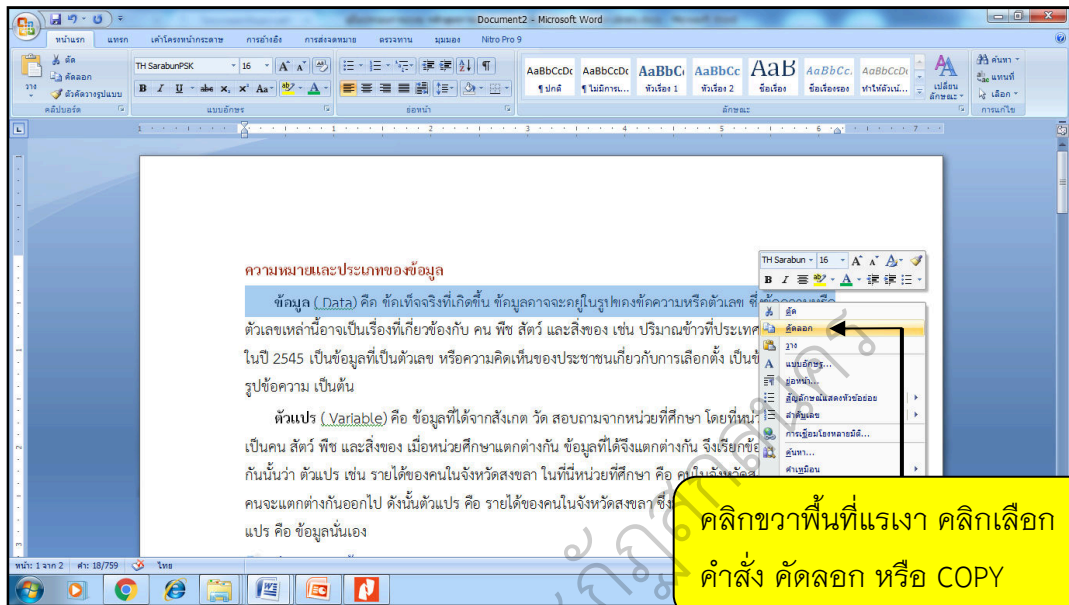 Document2 - Microsoft Word
หน้าแรก แทรก เค้าโครงหน้ากระดาษ การอ้างอิง การส่งจดหมาย ตรวจทาน มุมมอง Nitro Pro 9
ตัด
คัดลอก
ตัวคัดวางรูปแบบ
วาง
คลิปบอร์ด
TH SarabunPSK 16
B I U abc x, x' Aa
แบบอักษร
ย่อหน้า
AaBbCcDc AaBbCcDc AaBbC AaBbCc AaB AaBbCc. AaBbCcDc
¶ ปกติ ¶ ไม่มีการเ... หัวเรื่อง 1 หัวเรื่อง 2 ชื่อเรื่อง ชื่อเรื่องรอง ทำให้ตัวเน้...
เปลี่ยน
ลักษณะ
ลักษณะ
ค้นหา
แทนที่
เลือก
การแก้ไข
1 1 2 3 4 5 6 7
ความหมายและประเภทของข้อมูล
ข้อมูล ( Data) คือ ข้อเท็จจริงที่เกิดขึ้น ข้อมูลอาจจะอยู่ในรูปของข้อความหรือตัวเลข ซึ่งข้อความหรือ
ตัวเลขเหล่านี้อาจเป็นเรื่องที่เกี่ยวข้องกับ คน พืช สัตว์ และสิ่งของ เช่น ปริมาณข้าวที่ประเทศ
ในปี 2545 เป็นข้อมูลที่เป็นตัวเลข หรือความคิดเห็นของประชาชนเกี่ยวกับการเลือกตั้ง เป็นข้
รูปข้อความ เป็นต้น
ตัวแปร ( Variable) คือ ข้อมูลที่ได้จากสังเกต วัด สอบถามจากหน่วยที่ศึกษา โดยที่หน่ว
เป็นคน สัตว์ พืช และสิ่งของ เมื่อหน่วยศึกษาแตกต่างกัน ข้อมูลที่ได้จึงแตกต่างกัน จึงเรียกข้อ
กันนั้นว่า ตัวแปร เช่น รายได้ของคนในจังหวัดสงขลา ในที่นี่หน่วยที่ศึกษา คือ คนในจังหวัดส
คนจะแตกต่างกันออกไป ดังนั้นตัวแปร คือ รายได้ของคนในจังหวัดสงขลา ซึ่ง
แปร คือ ข้อมูลนั่นเอง
TH Sarabun 16
B I
ตัด
คัดลอก
วาง
แบบอักษร...
ย่อหน้า...
สัญลักษณ์แสดงหัวข้อย่อย
ลำดับเลข
การเชื่อมโยงหลายมิติ...
ค้นหา...
คำเหมือน
คลิกขวาพื้นที่แรเงา คลิกเลือก
คำสั่ง คัดลอก หรือ COPY
หน้า: 1 จาก 2 คำ: 18/759 ไทย